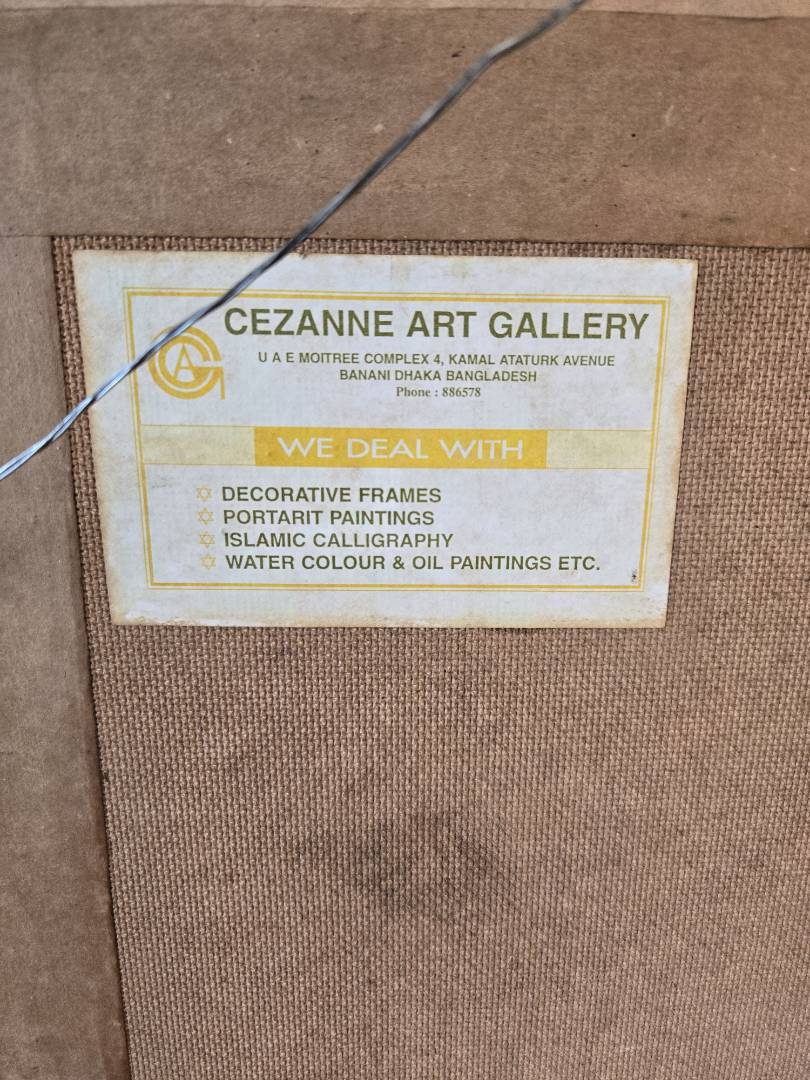 CAG
CEZANNE ART GALLERY
U A E MOITREE COMPLEX 4, KAMAL ATATURK AVENUE
BANANI DHAKA BANGLADESH
Phone : 886578
WE DEAL WITH
DECORATIVE FRAMES
PORTARIT PAINTINGS
ISLAMIC CALLIGRAPHY
WATER COLOUR & OIL PAINTINGS ETC.